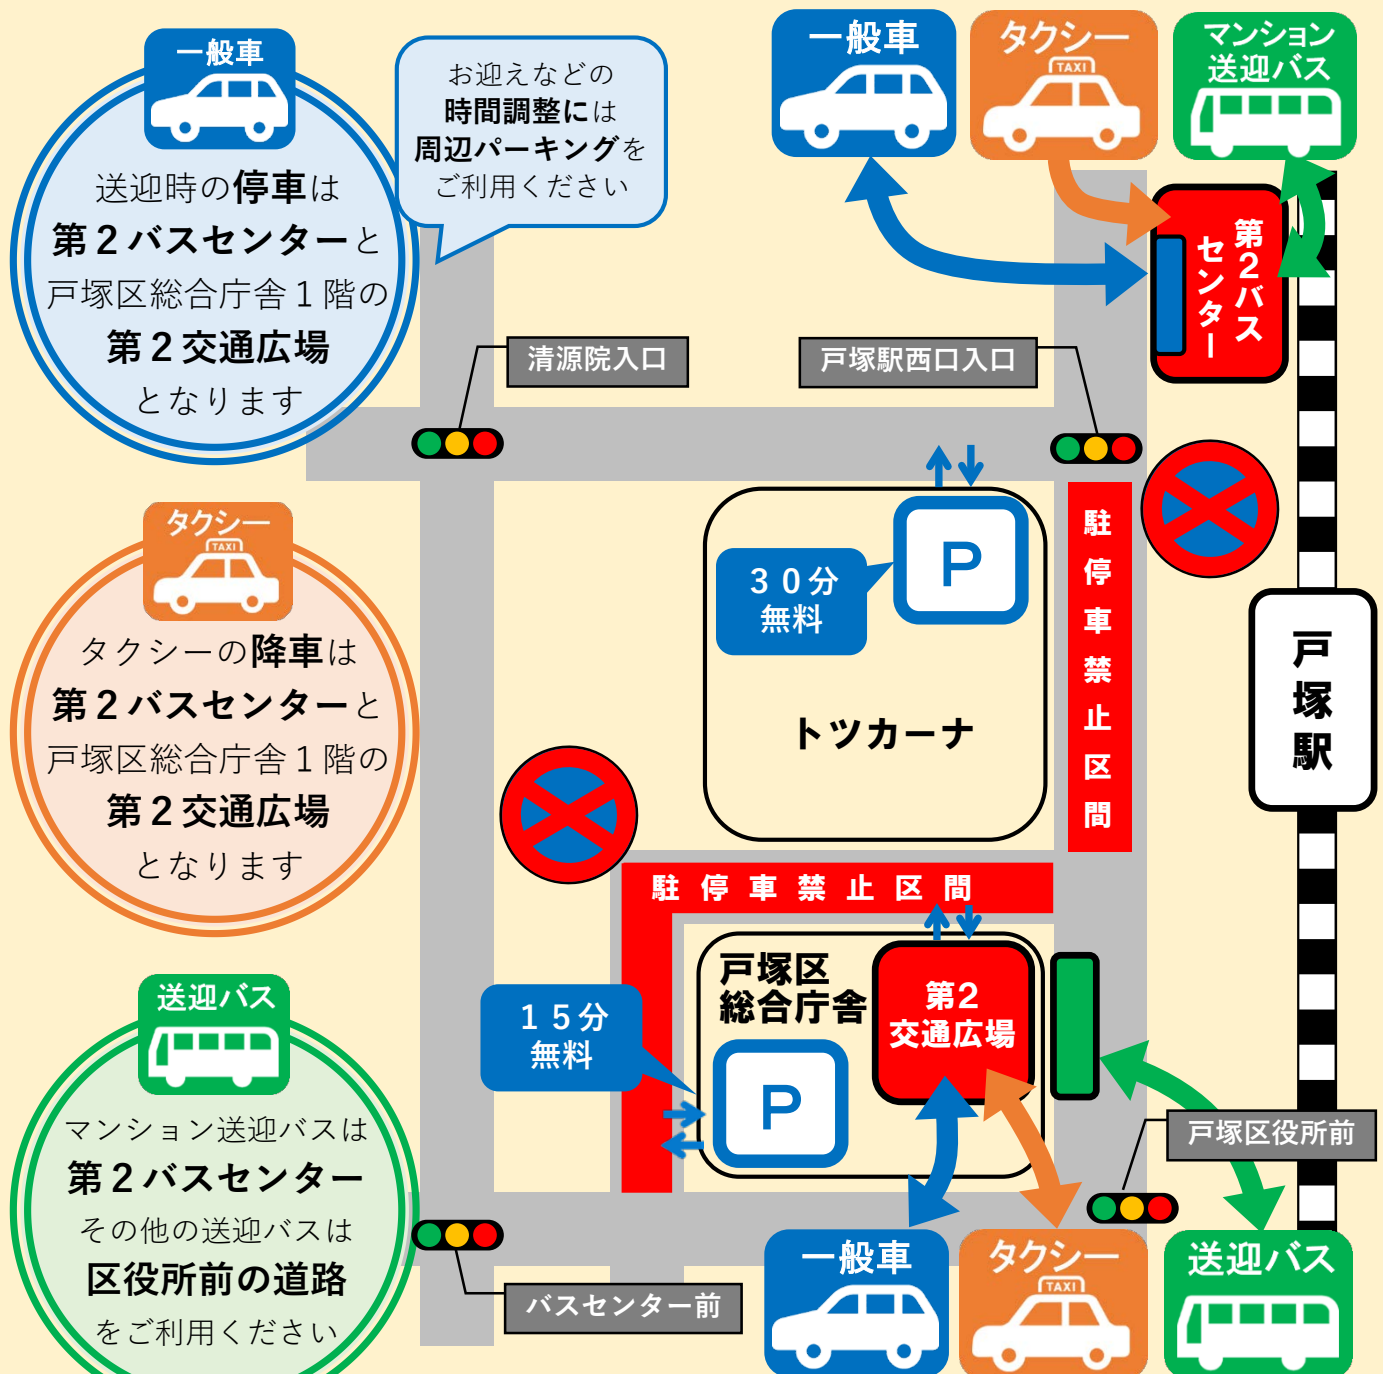 一般車
送迎時の停車は
第２バスセンターと
戸塚区総合庁舎１階の
第２交通広場
となります
お迎えなどの
時間調整には
周辺パーキングを
ご利用ください
タクシー
TAXI
タクシーの降車は
第２バスセンターと
戸塚区総合庁舎１階の
第２交通広場
となります
送迎バス
マンション送迎バスは
第２バスセンター
その他の送迎バスは
区役所前の道路
をご利用ください
一般車
タクシー
TAXI
マンション
送迎バス
第２バス
センター
清源院入口
戸塚駅西口入口
P
３０分
無料
トツカーナ
駐停車禁止区間
戸塚駅
駐停車禁止区間
戸塚区
総合庁舎
第２
交通広場
１５分
無料
P
戸塚区役所前
バスセンター前
一般車
タクシー
TAXI
送迎バス